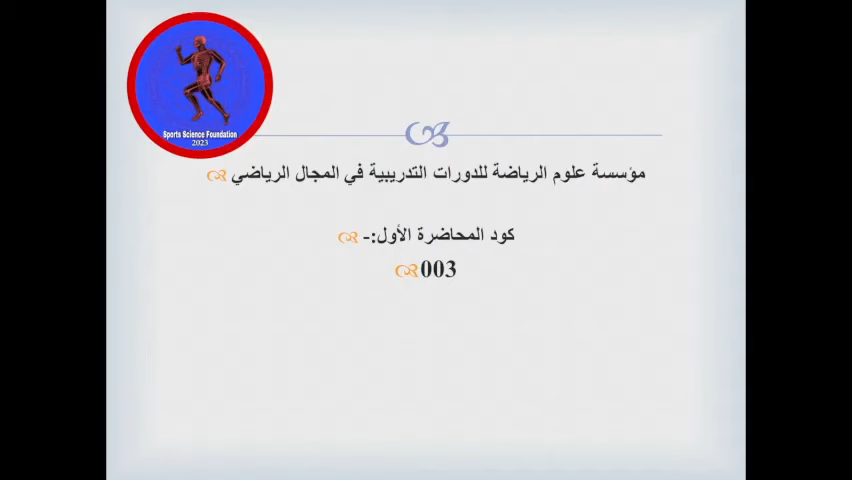 Sports Science Foundation
2023
مؤسسة علوم الرياضة للدورات التدريبية في المجال الرياضي
كود المحاضرة الأول:-
003